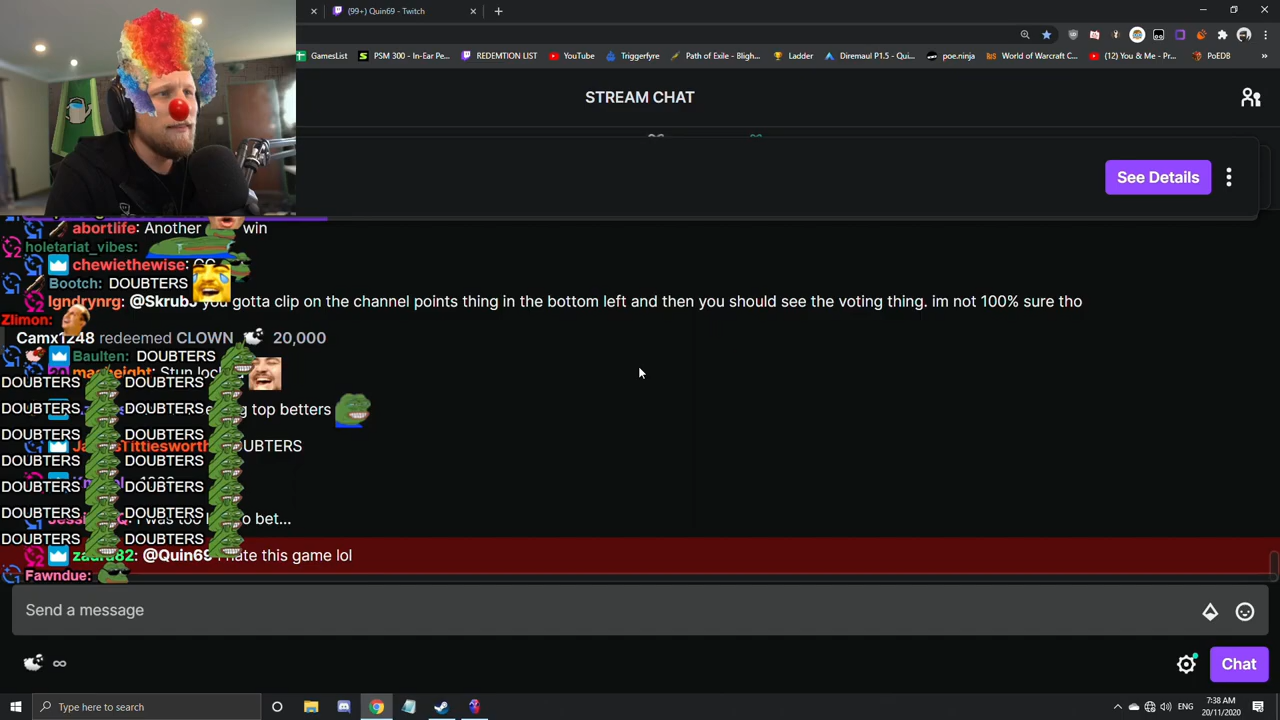 (99+) Quin69 - Twitch
GamesList
PSM 300 - In-Ear Pe...
REDEMTION LIST
YouTube
Triggerfyre
Path of Exile - Bligh...
Ladder
Diremaul P1.5 - Qui...
poe.ninja
World of Warcraft C...
(12) You & Me - Pr...
PoEDB
STREAM CHAT
See Details
abortlife: Another win
holetariat_vibes:
chewiethewise:
Bootch: DOUBTERS
lgndrynrg: @Skrub you gotta clip on the channel points thing in the bottom left and then you should see the voting thing. im not 100% sure tho
Zlimon:
Camx1248 redeemed CLOWN 20,000
Baulten: DOUBTERS
DOUBTERS DOUBTERS
DOUBTERS DOUBTERS
top betters
DOUBTERS DOUBTERS
UBTERS
DOUBTERS DOUBTERS
DOUBTERS DOUBTERS
DOUBTERS DOUBTERS
bet...
DOUBTERS DOUBTERS
@Quin69 hate this game lol
Fawndue:
Send a message
∞
Chat
Type here to search
ENG
7:38 AM
20/11/2020